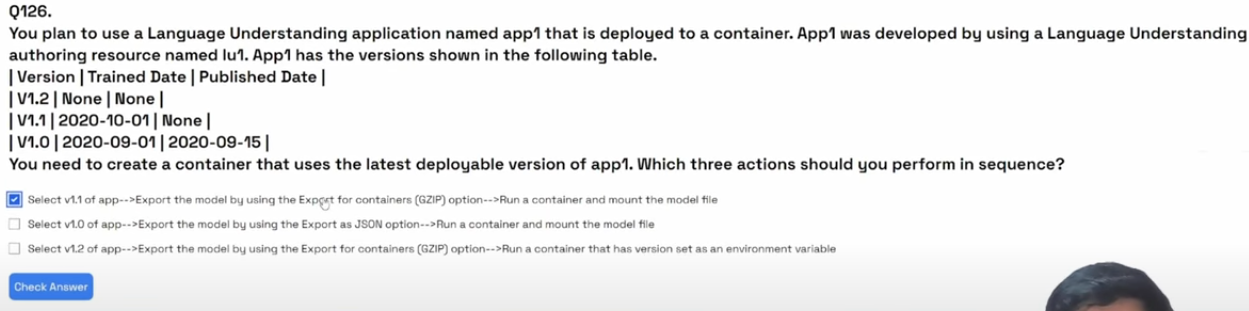 Q126.
You plan to use a Language Understanding application named app1 that is deployed to a container. App1 was developed by using a Language Understanding
authoring resource named lu1. App1 has the versions shown in the following table.
| Version | Trained Date | Published Date |
| V1.2 | None | None |
| V1.1 | 2020-10-01 | None |
| V1.0 | 2020-09-01 | 2020-09-15 |
You need to create a container that uses the latest deployable version of app1. Which three actions should you perform in sequence?
Select v1.1 of app-->Export the model by using the Export for containers (GZIP) option-->Run a container and mount the model file
Select v1.0 of app-->Export the model by using the Export as JSON option-->Run a container and mount the model file
Select v1.2 of app-->Export the model by using the Export for containers (GZIP) option-->Run a container that has version set as an environment variable
Check Answer